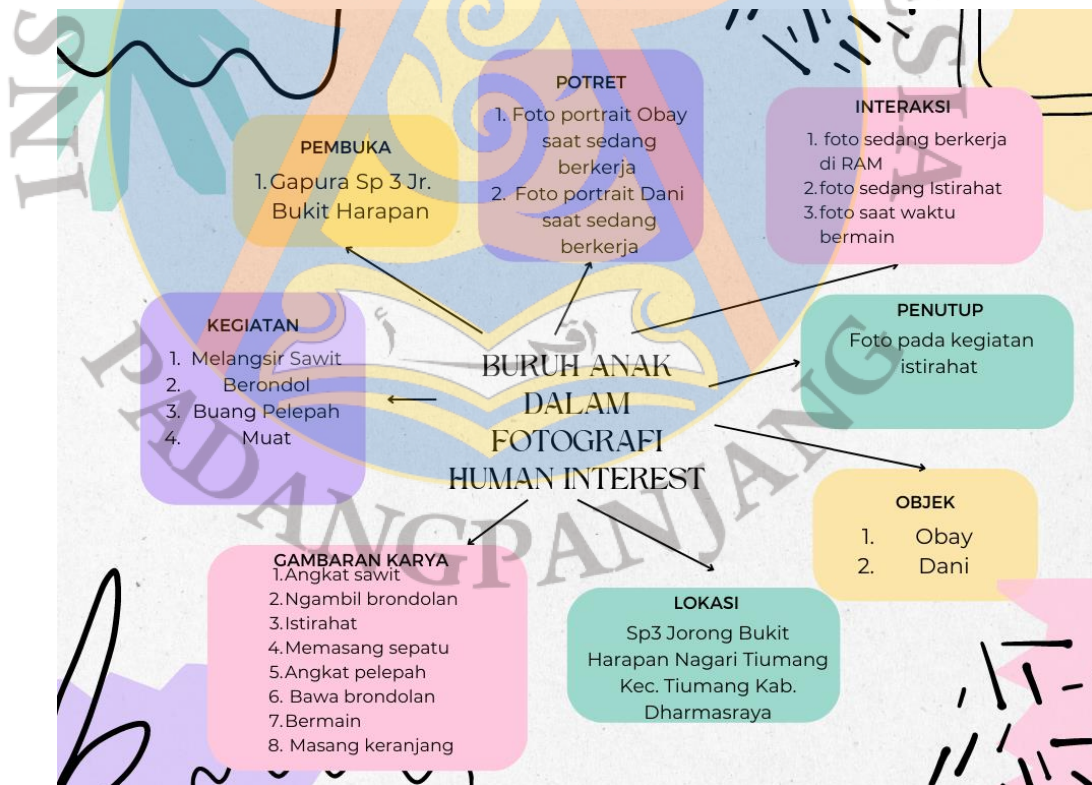 POTRET
1. Foto portrait Obay
saat sedang
berkerja
2. Foto portrait Dani
saat sedang
berkerja
INTERAKSI
1. foto sedang berkerja
di RAM
2.foto sedang Istirahat
3.foto saat waktu
bermain
PEMBUKA
1.Gapura Sp 3 Jr.
Bukit Harapan
KEGIATAN
1. Melangsir Sawit
2. Berondol
3. Buang Pelepah
4. Muat
PENUTUP
Foto pada kegiatan
istirahat
BURUH ANAK
DALAM
FOTOGRAFI
HUMAN INTEREST
OBJEK
1. Obay
2. Dani
GAMBARAN KARYA
1.Angkat sawit
2.Ngambil brondolan
3.Istirahat
4.Memasang sepatu
5.Angkat pelepah
6. Bawa brondolan
7.Bermain
8. Masang keranjang
LOKASI
Sp3 Jorong Bukit
Harapan Nagari Tiumang
Kec. Tiumang Kab.
Dharmasraya
PADANGPANJANG